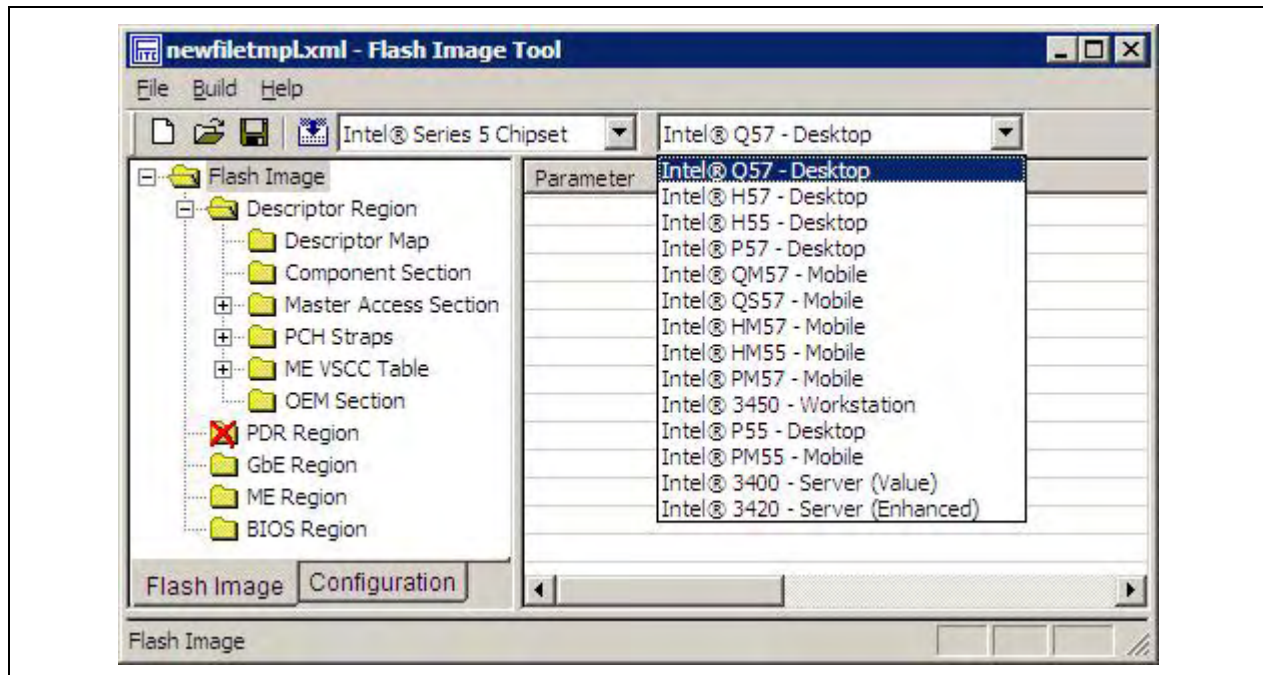 newfiletmpl.xml - Flash Image Tool
File Build Help
Intel® Series 5 Chipset
Intel® Q57 - Desktop
Flash Image
Descriptor Region
Descriptor Map
Component Section
Master Access Section
PCH Straps
ME VSCC Table
OEM Section
PDR Region
GbE Region
ME Region
BIOS Region
Flash Image
Configuration
Parameter
Intel® Q57 - Desktop
Intel® H57 - Desktop
Intel® H55 - Desktop
Intel® P57 - Desktop
Intel® QM57 - Mobile
Intel® QS57 - Mobile
Intel® HM57 - Mobile
Intel® HM55 - Mobile
Intel® PM57 - Mobile
Intel® 3450 - Workstation
Intel® P55 - Desktop
Intel® PM55 - Mobile
Intel® 3400 - Server (Value)
Intel® 3420 - Server (Enhanced)
Flash Image